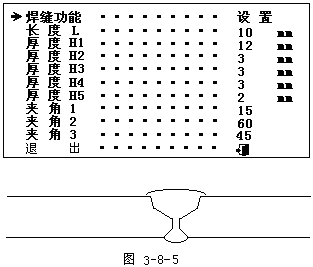 ➔ 焊缝功能 - - - - - - - - - 设 置
长 度 L - - - - - - - - - 10 mm
厚 度 H1 - - - - - - - - - 12 mm
厚 度 H2 - - - - - - - - - 3 mm
厚 度 H3 - - - - - - - - - 3 mm
厚 度 H4 - - - - - - - - - 3 mm
厚 度 H5 - - - - - - - - - 2 mm
夹 角 1 - - - - - - - - - 15
夹 角 2 - - - - - - - - - 60
夹 角 3 - - - - - - - - - 45
退 出 - - - - - - - - -
图 3-8-5